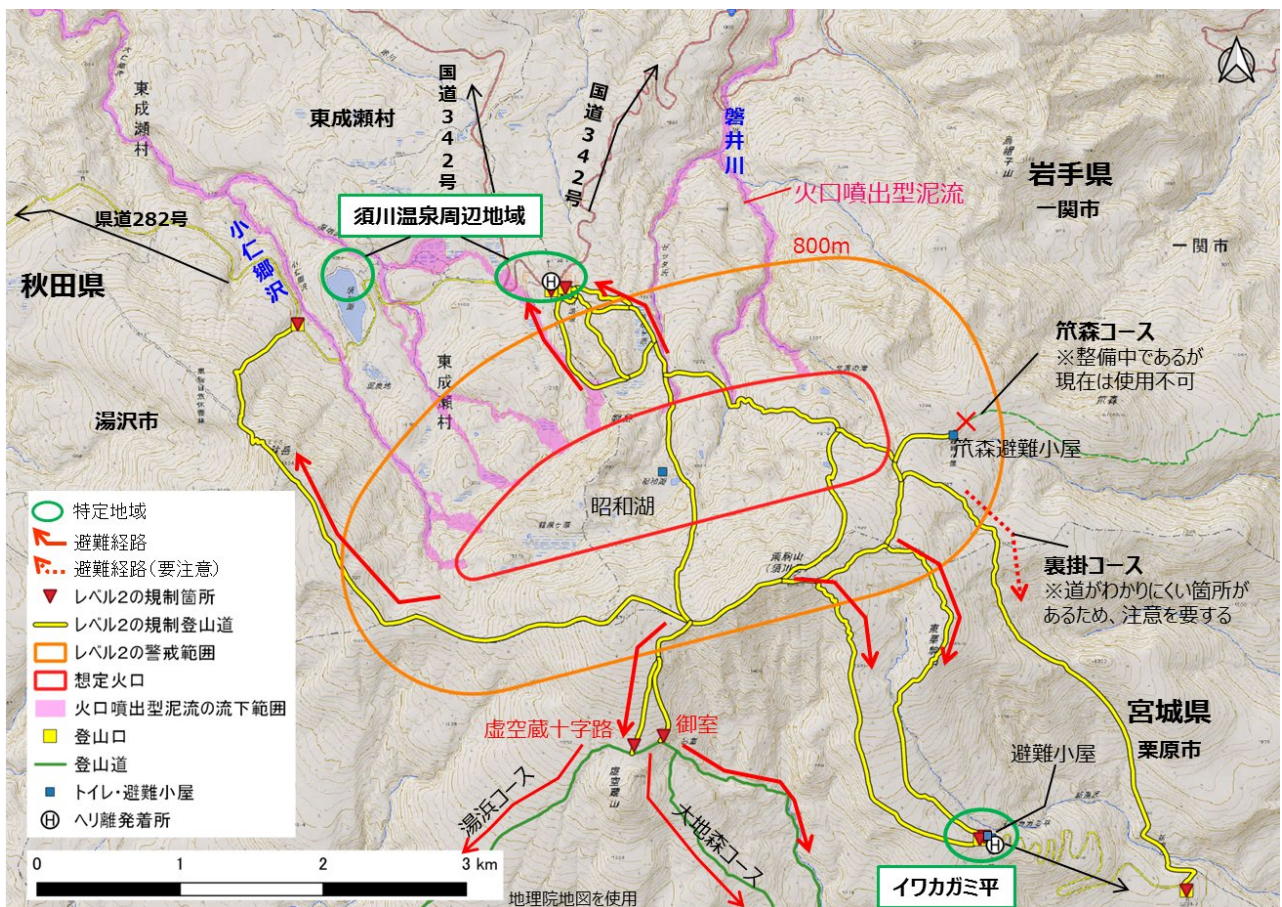 東成瀬村
東成瀬村
国道342号
国道342号
磐井川
火口噴出型泥流
岩手県
一関市
一関市
県道282号
須川温泉周辺地域
小仁郷沢
800m
秋田県
笊森コース
※整備中であるが
現在は使用不可
笊森
東成瀬村
湯沢市
笊森避難小屋
昭和湖
昭和湖
裏掛コース
※道がわかりにくい箇所が
あるため、注意を要する
特定地域
避難経路
避難経路(要注意)
レベル2の規制箇所
レベル2の規制登山道
レベル2の警戒範囲
想定火口
火口噴出型泥流の流下範囲
登山口
登山道
トイレ・避難小屋
H
ヘリ離発着所
宮城県
栗原市
虚空蔵十字路
御室
避難小屋
虚空蔵山
湯浜コース
大地森コース
H
H
イワカガミ平
0
1
2
3 km
地理院地図を使用